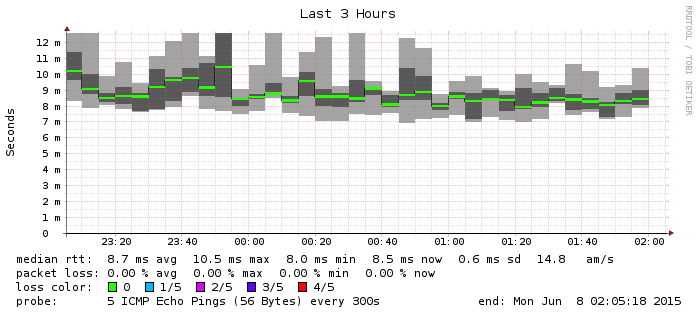 Last 3 Hours
RRDTOOL / TOBI OETIKER
Seconds
12 m
11 m
10 m
9 m
8 m
7 m
6 m
5 m
4 m
3 m
2 m
1 m
0
23:20 23:40 00:00 00:20 00:40 01:00 01:20 01:40 02:00
median rtt: 8.7 ms avg 10.5 ms max 8.0 ms min 8.5 ms now 0.6 ms sd 14.8 am/s
packet loss: 0.00 % avg 0.00 % max 0.00 % min 0.00 % now
loss color: 0 1/5 2/5 3/5 4/5
probe: 5 ICMP Echo Pings (56 Bytes) every 300s end: Mon Jun 8 02:05:18 2015